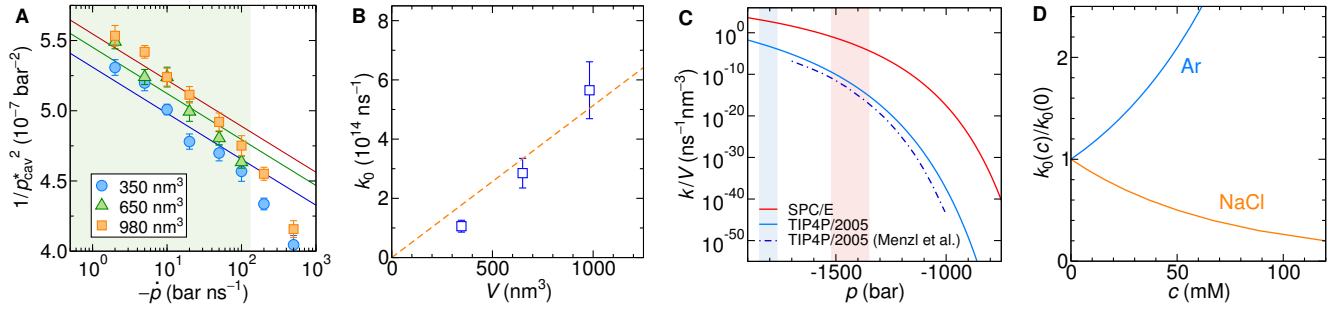 A
1/p*cav² (10⁻⁷ bar⁻²)
5.5
5.0
4.5
4.0
350 nm³
650 nm³
980 nm³
10⁰ 10¹ 10² 10³
−ṗ (bar ns⁻¹)
B
k₀ (10¹⁴ ns⁻¹)
10
8
6
4
2
0
0 500 1000
V (nm³)
C
k/V (ns⁻¹nm⁻³)
10⁰
10⁻¹⁰
10⁻²⁰
10⁻³⁰
10⁻⁴⁰
10⁻⁵⁰
SPC/E
TIP4P/2005
TIP4P/2005 (Menzl et al.)
-1500 -1000
p (bar)
D
k₀(c)/k₀(0)
2
1
0
Ar
NaCl
0 50 100
c (mM)